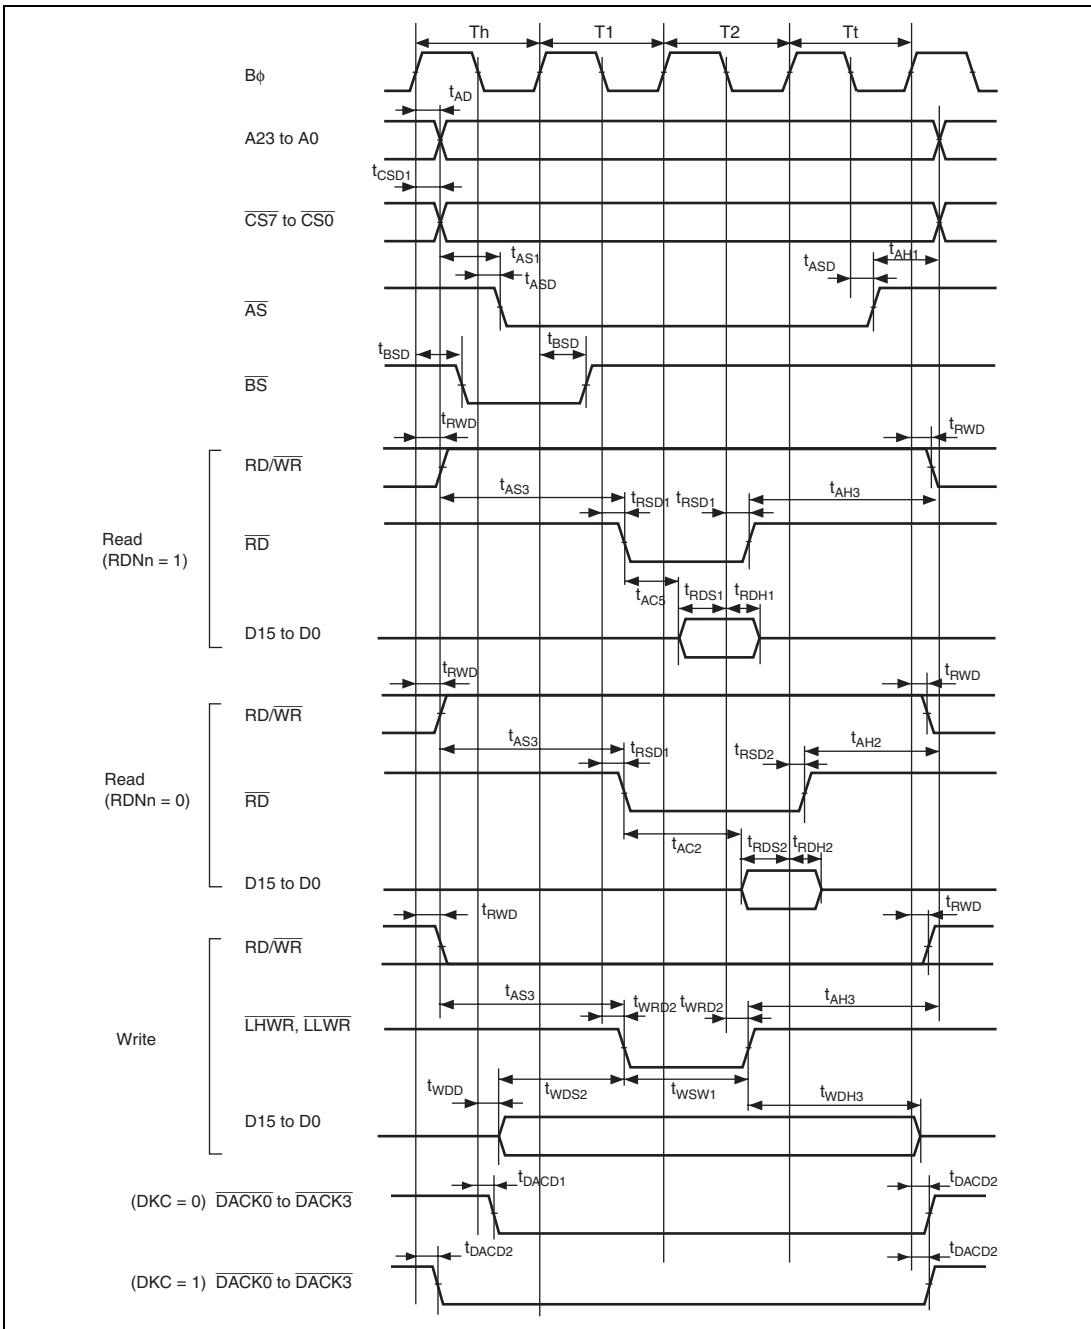 Th T1 T2 Tt
Bφ
tAD
A23 to A0
tCSD1
CS7 to CS0
tAS1 tAH1
tASD tASD
AS
tBSD tBSD
BS
tRWD tRWD
RD/WR
tAS3 tRSD1 tRSD1 tAH3
Read
(RDNn = 1)
RD
tAC5 tRDS1 tRDH1
D15 to D0
tRWD tRWD
RD/WR
tAS3 tRSD1 tRSD2 tAH2
Read
(RDNn = 0)
RD
tAC2 tRDS2 tRDH2
D15 to D0
tRWD tRWD
RD/WR
tAS3 tWRD2 tWRD2 tAH3
Write
LHWR, LLWR
tWDD tWDS2 tWSW1 tWDH3
D15 to D0
tDACD1 tDACD2
(DKC = 0) DACK0 to DACK3
tDACD2 tDACD2
(DKC = 1) DACK0 to DACK3